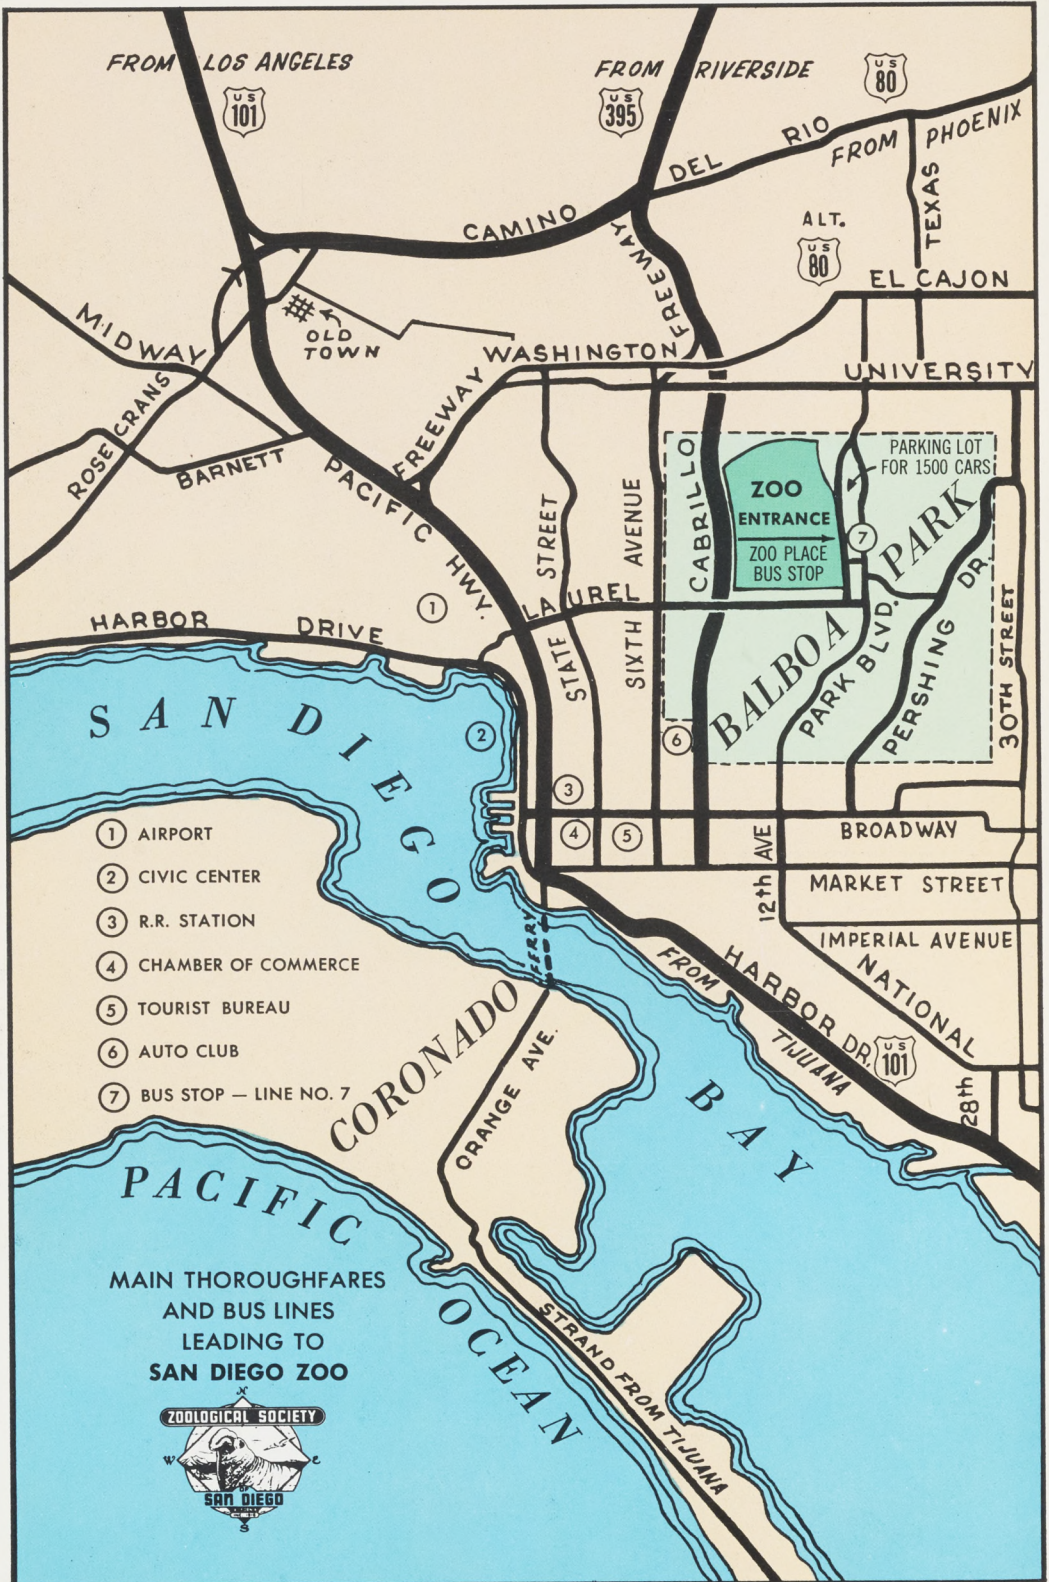 FROM LOS ANGELES
US
101
FROM RIVERSIDE
US
395
US
80
DEL RIO
FROM PHOENIX
TEXAS
CAMINO
ALT.
US
80
FREEWAY
EL CAJON
MIDWAY
OLD
TOWN
WASHINGTON
UNIVERSITY
ROSECRANS
BARNETT
FREEWAY
PACIFIC HWY.
CABRILLO
PARKING LOT
FOR 1500 CARS
ZOO
ENTRANCE
ZOO PLACE
BUS STOP
7
BALBOA PARK
STATE STREET
SIXTH AVENUE
LAUREL
PARK BLVD.
PERSHING DR.
30TH STREET
1
HARBOR DRIVE
SAN DIEGO
2
6
3
4
5
BROADWAY
12th AVE
MARKET STREET
IMPERIAL AVENUE
NATIONAL
1 AIRPORT
2 CIVIC CENTER
3 R.R. STATION
4 CHAMBER OF COMMERCE
5 TOURIST BUREAU
6 AUTO CLUB
7 BUS STOP — LINE NO. 7
FERRY
FROM TIJUANA
HARBOR DR.
US
101
28th
CORONADO
ORANGE AVE.
BAY
PACIFIC OCEAN
STRAND FROM TIJUANA
MAIN THOROUGHFARES
AND BUS LINES
LEADING TO
SAN DIEGO ZOO
N
ZOOLOGICAL SOCIETY
W
E
OF
SAN DIEGO
S